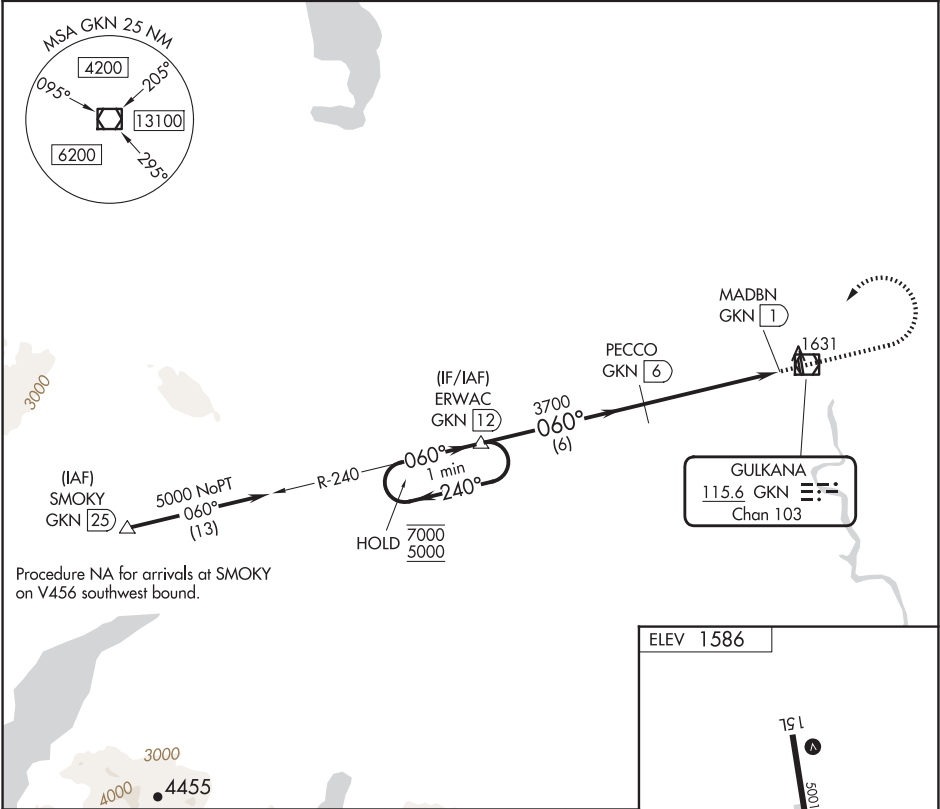 MSA GKN 25 NM
4200
095°
205°
13100
6200
295°
MADBN
GKN 1
1631
PECCO
GKN 6
(IF/IAF)
ERWAC
GKN 12
3700
060°
(6)
3000
060°
1 min
240°
R-240
(IAF)
SMOKY
GKN 25
5000 NoPT
060°
(13)
HOLD 7000
5000
GULKANA
115.6 GKN
Chan 103
Procedure NA for arrivals at SMOKY
on V456 southwest bound.
ELEV 1586
15L
V
5001
3000
4000
4455